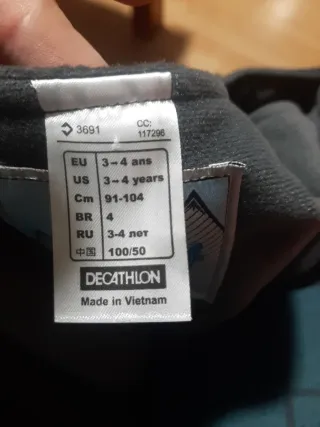 3691
CC:
117296
EU 3-4 ans
US 3-4 years
Cm 91-104
BR 4
RU 3-4 лет
中国 100/50
DECATHLON
Made in Vietnam